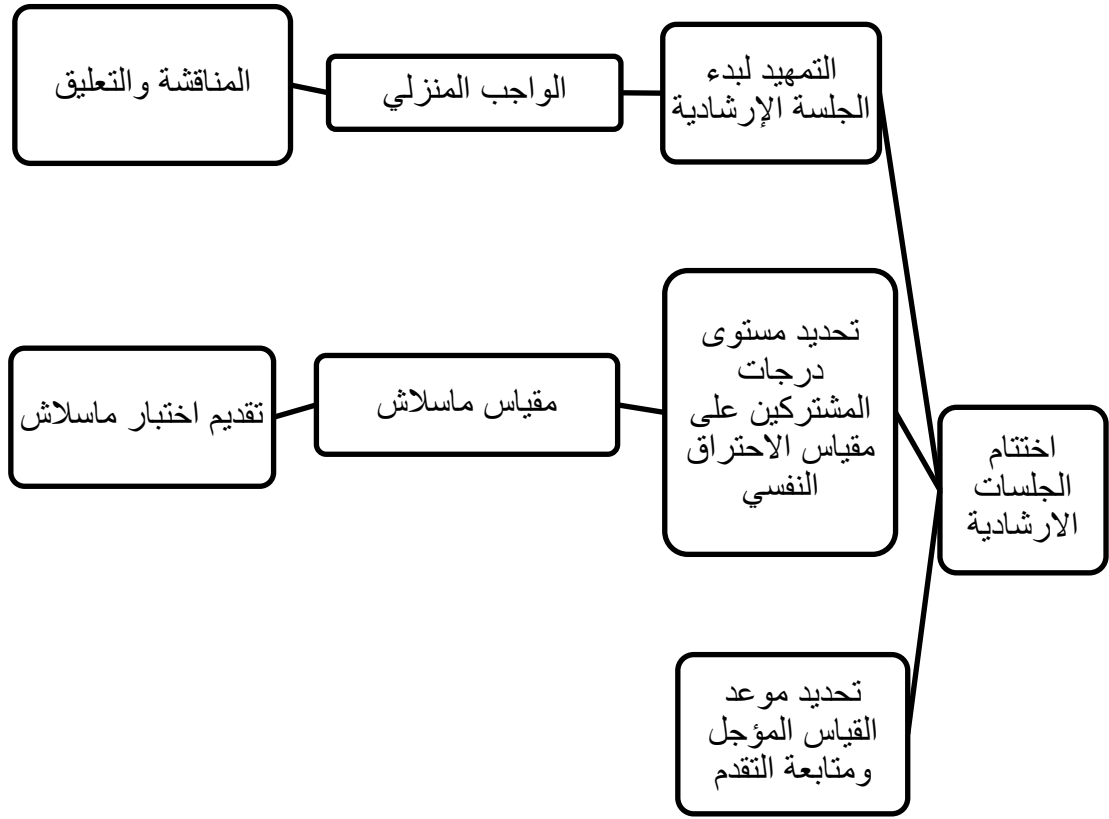 التمهيد لبدء
الجلسة الإرشادية
الواجب المنزلي
المناقشة والتعليق
اختتام
الجلسات
الارشادية
تحديد مستوى
درجات
المشتركين على
مقياس الاحتراق
النفسي
مقياس ماسلاش
تقديم اختبار ماسلاش
تحديد موعد
القياس المؤجل
ومتابعة التقدم